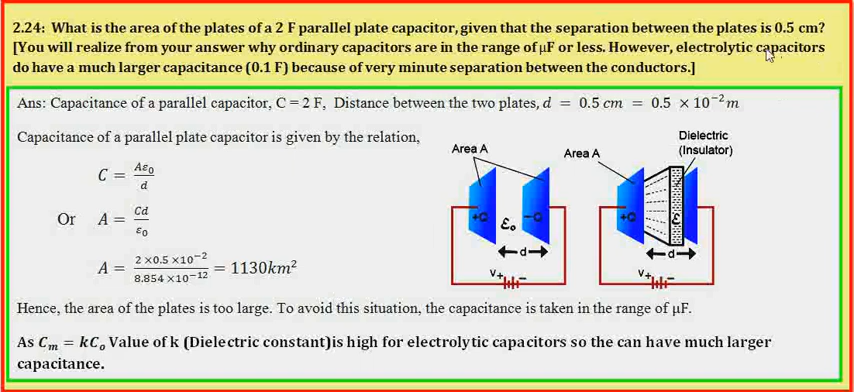 2.24: What is the area of the plates of a 2 F parallel plate capacitor, given that the separation between the plates is 0.5 cm?
[You will realize from your answer why ordinary capacitors are in the range of μF or less. However, electrolytic capacitors
do have a much larger capacitance (0.1 F) because of very minute separation between the conductors.]
Ans: Capacitance of a parallel capacitor, C = 2 F, Distance between the two plates, d = 0.5 cm = 0.5 × 10⁻² m
Capacitance of a parallel plate capacitor is given by the relation,
C = Aε₀/d
Or A = Cd/ε₀
A = 2 ×0.5 ×10⁻²/8.854 ×10⁻¹² = 1130km²
Area A
+Q
εₒ
-Q
d
V+
-
Area A
Dielectric
(Insulator)
+Q
ε
d
V+
-
Hence, the area of the plates is too large. To avoid this situation, the capacitance is taken in the range of μF.
As Cₘ = kCₒ Value of k (Dielectric constant)is high for electrolytic capacitors so the can have much larger
capacitance.